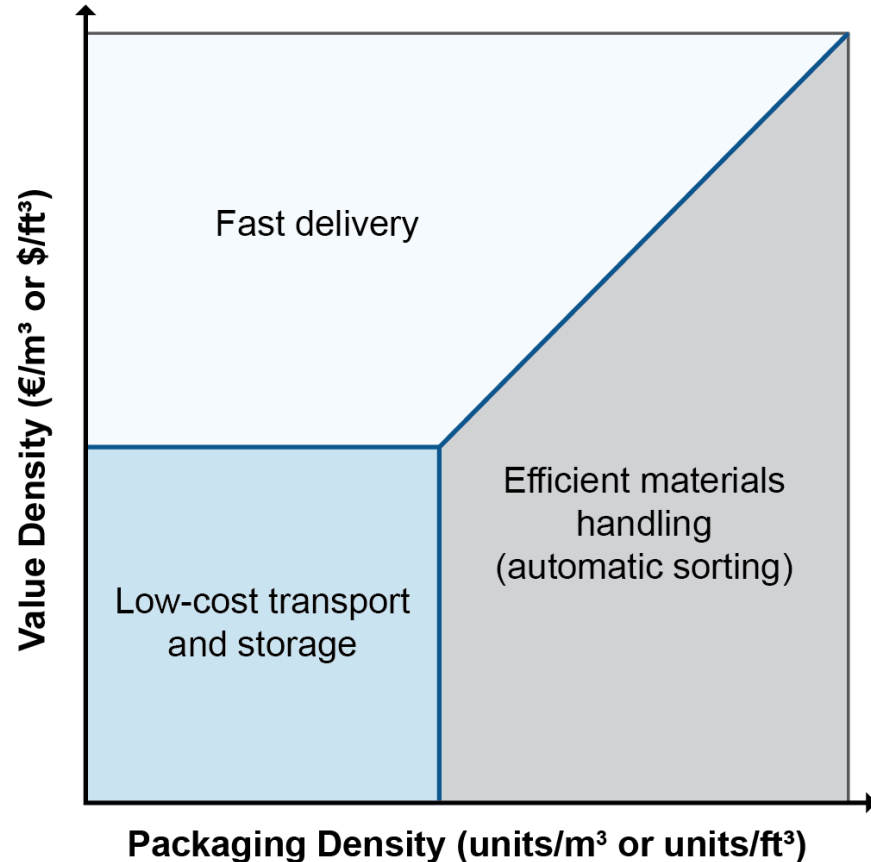 Value Density (€/m³ or $/ft³)
Fast delivery
Efficient materials
handling
(automatic sorting)
Low-cost transport
and storage
Packaging Density (units/m³ or units/ft³)